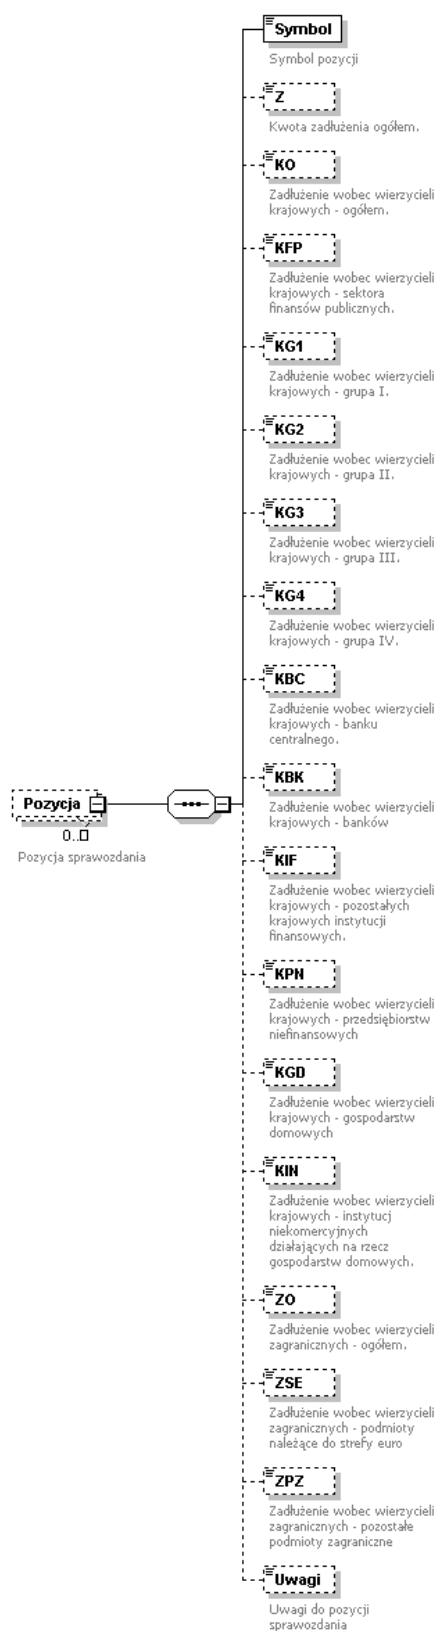 Symbol
Symbol pozycji
Z
Kwota zadłużenia ogółem.
KO
Zadłużenie wobec wierzycieli
krajowych - ogółem.
KFP
Zadłużenie wobec wierzycieli
krajowych - sektora
finansów publicznych.
KG1
Zadłużenie wobec wierzycieli
krajowych - grupa I.
KG2
Zadłużenie wobec wierzycieli
krajowych - grupa II.
KG3
Zadłużenie wobec wierzycieli
krajowych - grupa III.
KG4
Zadłużenie wobec wierzycieli
krajowych - grupa IV.
KBC
Zadłużenie wobec wierzycieli
krajowych - banku
centralnego.
Pozycja
0..
Pozycja sprawozdania
KBK
Zadłużenie wobec wierzycieli
krajowych - banków
KIF
Zadłużenie wobec wierzycieli
krajowych - pozostałych
krajowych instytucji
finansowych.
KPN
Zadłużenie wobec wierzycieli
krajowych - przedsiębiorstw
niefinansowych
KGD
Zadłużenie wobec wierzycieli
krajowych - gospodarstw
domowych
KIN
Zadłużenie wobec wierzycieli
krajowych - instytucj
niekomercyjnych
działających na rzecz
gospodarstw domowych.
ZO
Zadłużenie wobec wierzycieli
zagranicznych - ogółem.
ZSE
Zadłużenie wobec wierzycieli
zagranicznych - podmioty
należące do strefy euro
ZPZ
Zadłużenie wobec wierzycieli
zagranicznych - pozostałe
podmioty zagraniczne
Uwagi
Uwagi do pozycji
sprawozdania